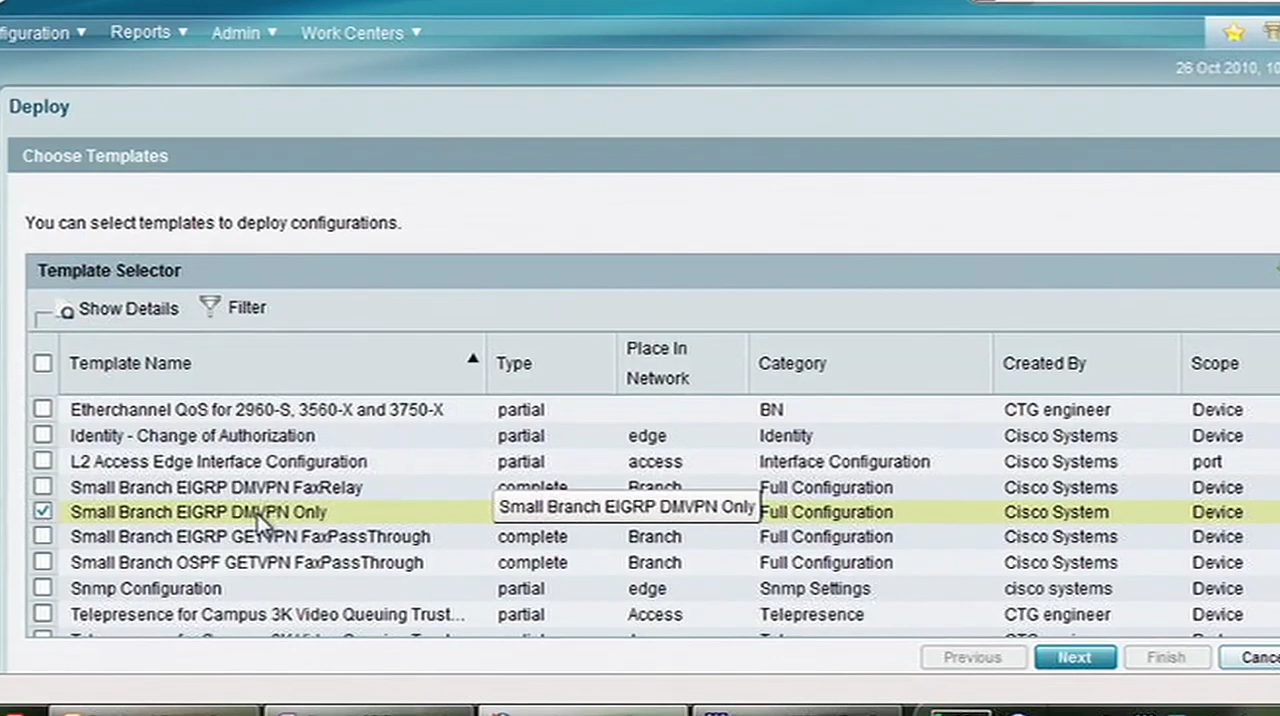 figuration ▼ Reports ▼ Admin ▼ Work Centers ▼
26 Oct 2010, 10
Deploy
Choose Templates
You can select templates to deploy configurations.
Template Selector
Show Details Filter
Template Name ▲ Type Place In Network Category Created By Scope
Etherchannel QoS for 2960-S, 3560-X and 3750-X partial BN CTG engineer Device
Identity - Change of Authorization partial edge Identity Cisco Systems Device
L2 Access Edge Interface Configuration partial access Interface Configuration Cisco Systems port
Small Branch EIGRP DMVPN FaxRelay complete Branch Full Configuration Cisco Systems Device
Small Branch EIGRP DMVPN Only Small Branch EIGRP DMVPN Only Full Configuration Cisco System Device
Small Branch EIGRP GETVPN FaxPassThrough complete Branch Full Configuration Cisco Systems Device
Small Branch OSPF GETVPN FaxPassThrough complete Branch Full Configuration Cisco Systems Device
Snmp Configuration partial edge Snmp Settings cisco systems Device
Telepresence for Campus 3K Video Queuing Trust... partial Access Telepresence CTG engineer Device
Previous Next Finish Cance